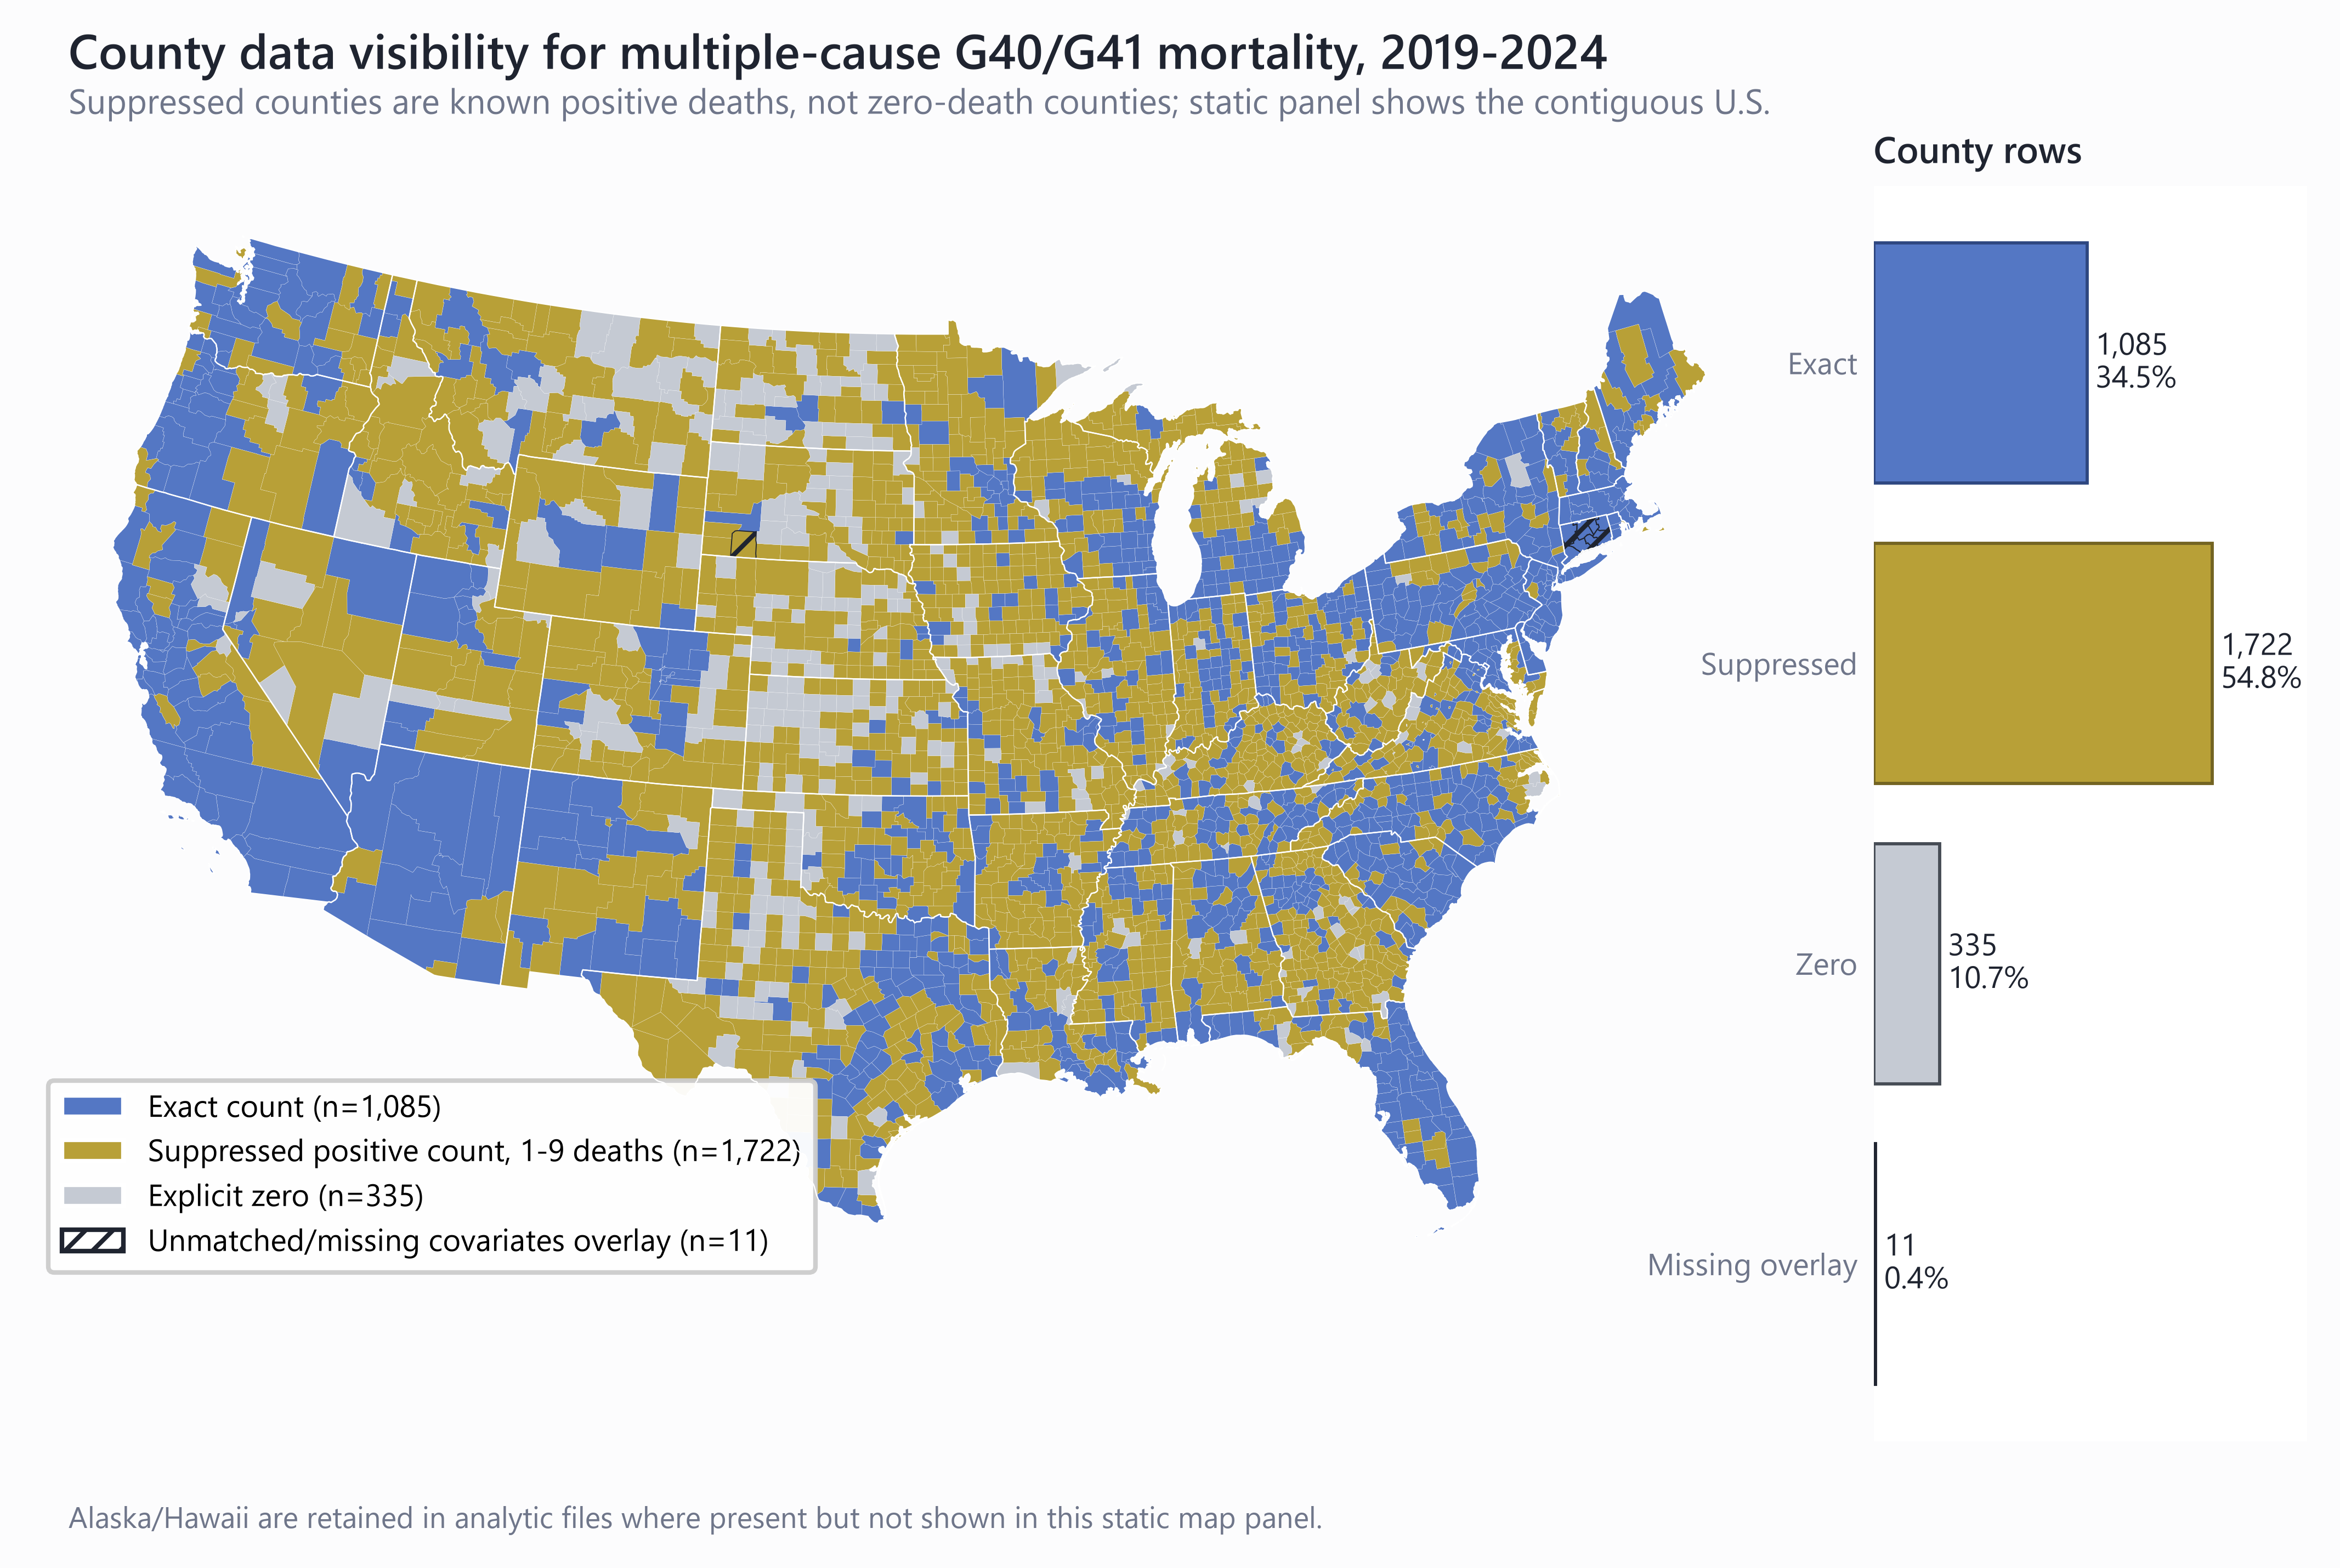 County data visibility for multiple-cause G40/G41 mortality, 2019-2024
Suppressed counties are known positive deaths, not zero-death counties; static panel shows the contiguous U.S.
County rows
Exact
1,085
34.5%
Suppressed
1,722
54.8%
Zero
335
10.7%
Missing overlay
11
0.4%
Exact count (n=1,085)
Suppressed positive count, 1-9 deaths (n=1,722)
Explicit zero (n=335)
Unmatched/missing covariates overlay (n=11)
Alaska/Hawaii are retained in analytic files where present but not shown in this static map panel.